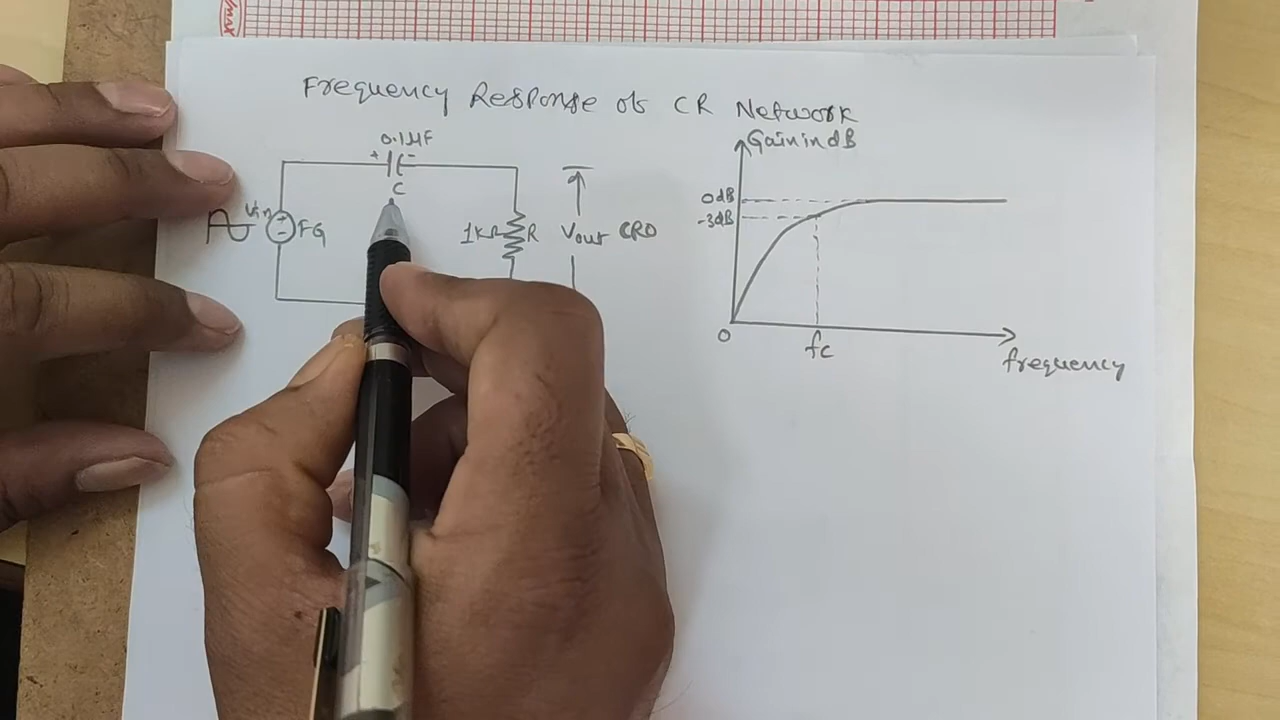 Frequency Response of CR Network
0.1μF
+ -
C
Vin
+
-
FG
1KΩ
R
Vout
CRO
Gain in dB
0dB
-3dB
0
fc
frequency